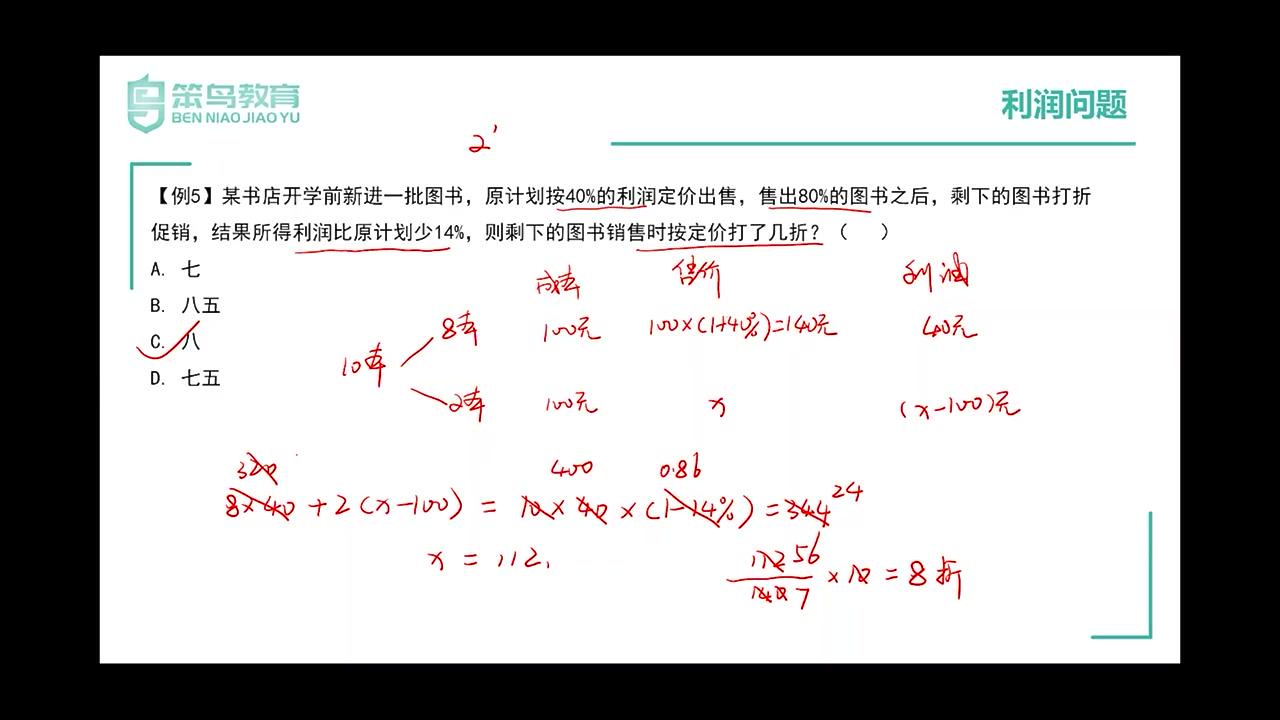 笨鸟教育
BEN NIAO JIAO YU
利润问题
2'
【例5】某书店开学前新进一批图书，原计划按40%的利润定价出售，售出80%的图书之后，剩下的图书打折
促销，结果所得利润比原计划少14%，则剩下的图书销售时按定价打了几折？（ ）
A. 七
B. 八五
C. 八
D. 七五
成本 售价 利润
8本 100元 100×(1+40%)=140元 40元
10本
2本 100元 x (x-100)元
320 400 0.86
8×40 + 2(x-100) = 10×40×(1-14%) = 344 24
x = 112.
112 56
140 7 ×10 = 8折